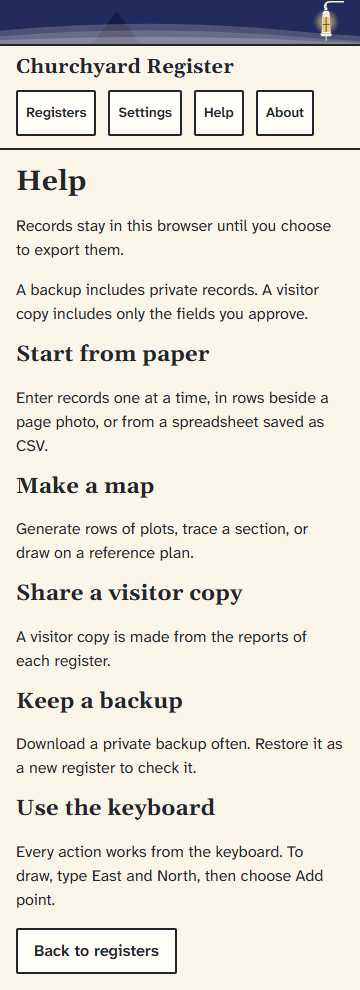 Churchyard Register
Registers
Settings
Help
About
Help
Records stay in this browser until you choose
to export them.
A backup includes private records. A visitor
copy includes only the fields you approve.
Start from paper
Enter records one at a time, in rows beside a
page photo, or from a spreadsheet saved as
CSV.
Make a map
Generate rows of plots, trace a section, or
draw on a reference plan.
Share a visitor copy
A visitor copy is made from the reports of
each register.
Keep a backup
Download a private backup often. Restore it as
a new register to check it.
Use the keyboard
Every action works from the keyboard. To
draw, type East and North, then choose Add
point.
Back to registers